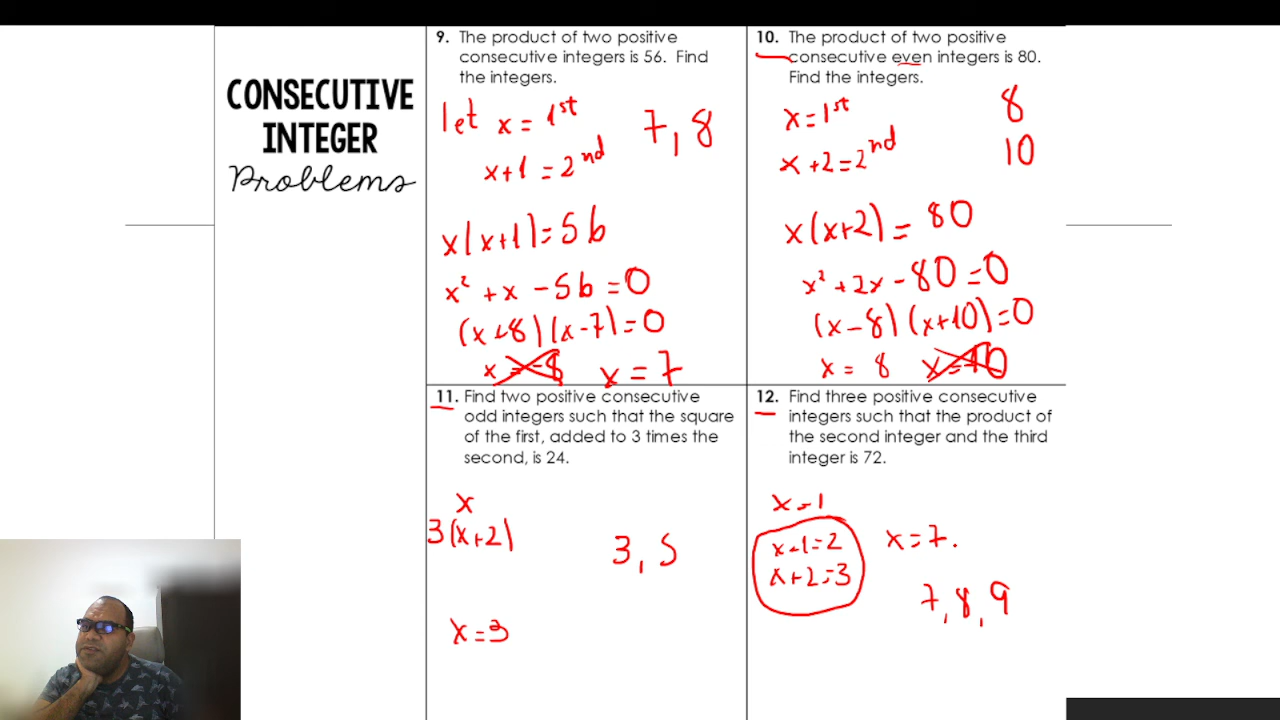 CONSECUTIVE
INTEGER
Problems
9. The product of two positive
consecutive integers is 56. Find
the integers.
let x = 1st
x+1 = 2nd
7, 8
x(x+1)=56
x² + x - 56 = 0
(x+8)(x-7)=0
x = -8 x = 7
10. The product of two positive
consecutive even integers is 80.
Find the integers.
x = 1st
x+2=2nd
8
10
x(x+2) = 80
x² + 2x - 80 = 0
(x-8)(x+10)=0
x = 8 x=-10
11. Find two positive consecutive
odd integers such that the square
of the first, added to 3 times the
second, is 24.
x
3(x+2)
3, 5
x=3
12. Find three positive consecutive
integers such that the product of
the second integer and the third
integer is 72.
x=1
x+1=2
x+2=3
x=7.
7, 8, 9